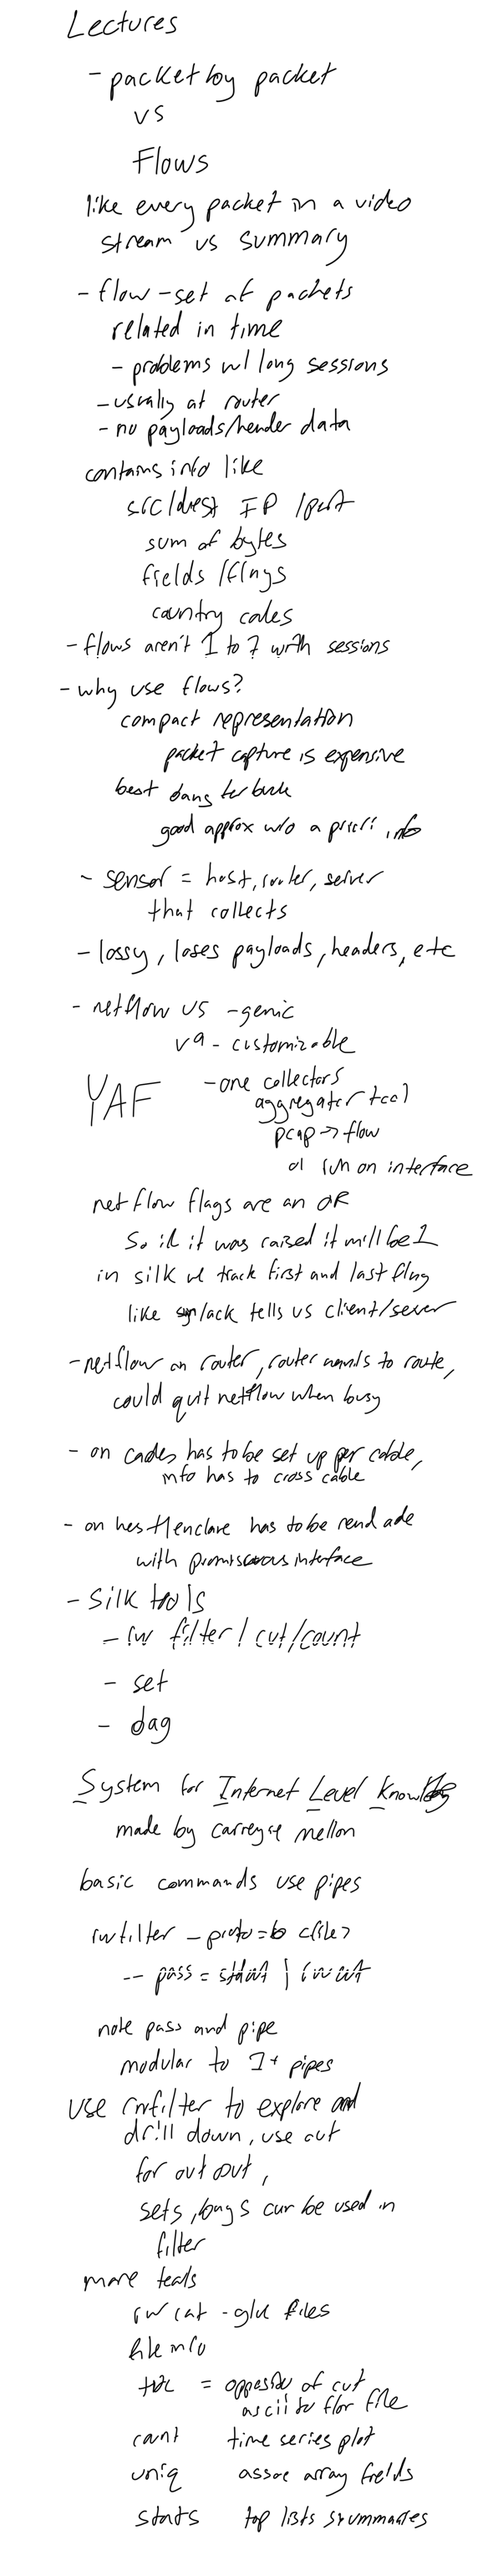 Lectures
- packet by packet
vs
Flows
like every packet in a video
stream vs summary
- flow - set of packets
related in time
- problems w/ long sessions
- usually at router
- no payloads/header data
contains info like
src/dest IP /port
sum of bytes
fields /flags
country codes
- flows aren't 1 to 1 with sessions
- why use flows?
compact representation
packet capture is expensive
best bang for buck
good approx w/o a priori info
- sensor = host, router, server
that collects
- lossy, loses payloads, headers, etc
- netflow vs -
v9 - customizable
YAF - one collectors
aggregator tool
pcap -> flow
or run on interface
netflow flags are an OR
So if it was raised it will be 1
in silk we track first and last flag
like syn/ack tells us client/sever
- netflow on router, router wants to route,
could quit netflow when busy
- on cables has to be set up per cable,
info has to cross cable
- on host/enclave has to be
with promiscuous interface
- silk tools
- rw filter / cut/count
- set
- bag
System for Internet Level Knowledg
made by carnegie mellon
basic commands use pipes
rwfilter - proto=6 <file>
-- pass = stdout | rwcut
note pass and pipe
modular to 1+ pipes
use rwfilter to explore and
drill down, use cut
for out out,
sets, bags can be used in
filter
more tools
rwcat - glue files
file info
tuc = opposite of cut
ascii to flow file
count time series plot
uniq assoc array fields
stats top lists summaries